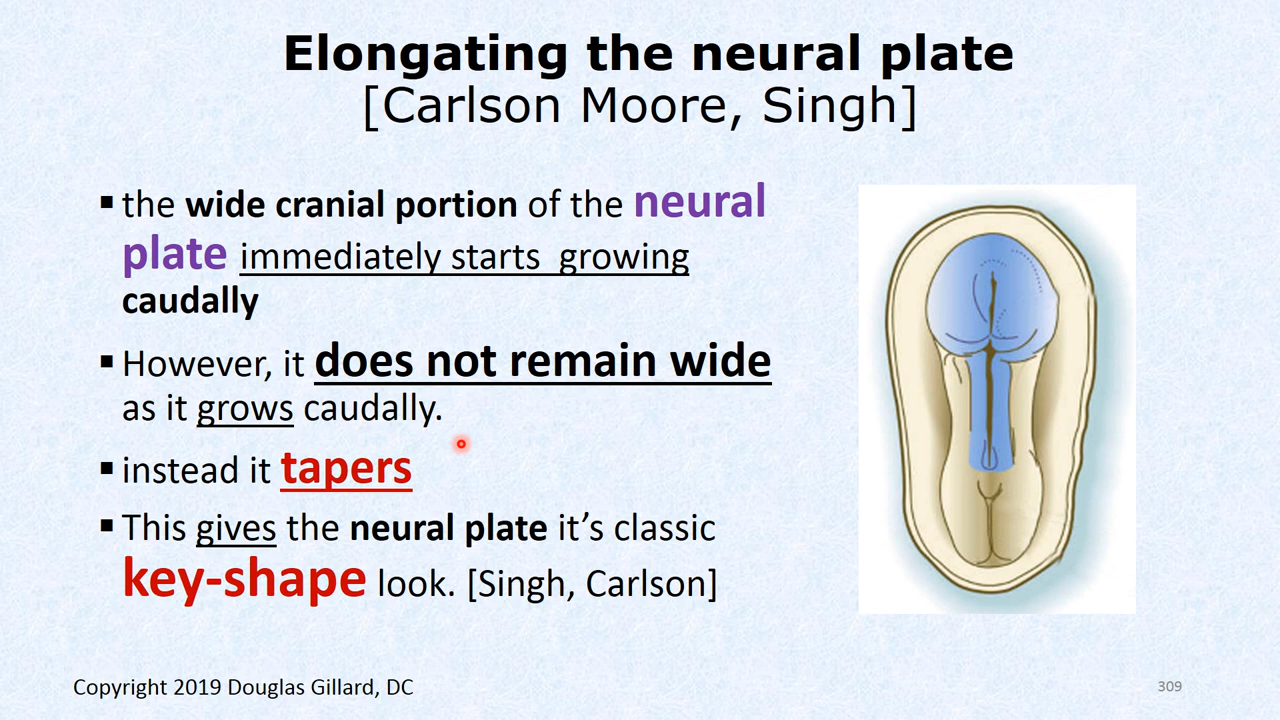 Elongating the neural plate
[Carlson Moore, Singh]
▪ the wide cranial portion of the neural
plate immediately starts growing
caudally
▪ However, it does not remain wide
as it grows caudally.
▪ instead it tapers
▪ This gives the neural plate it’s classic
key-shape look. [Singh, Carlson]
Copyright 2019 Douglas Gillard, DC
309